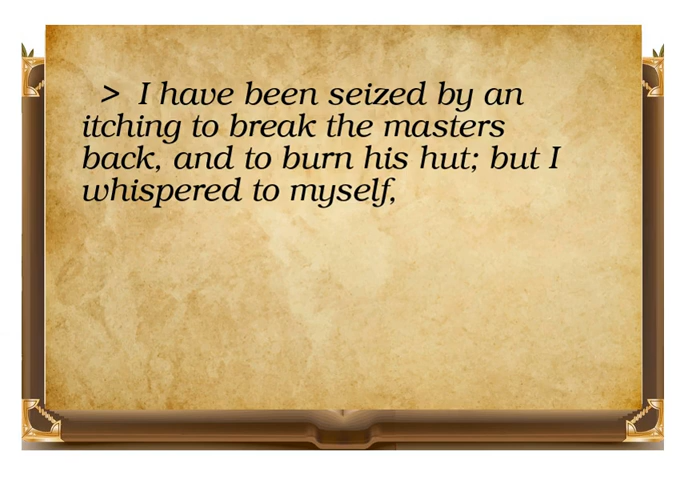 > I have been seized by an
itching to break the masters
back, and to burn his hut; but I
whispered to myself,